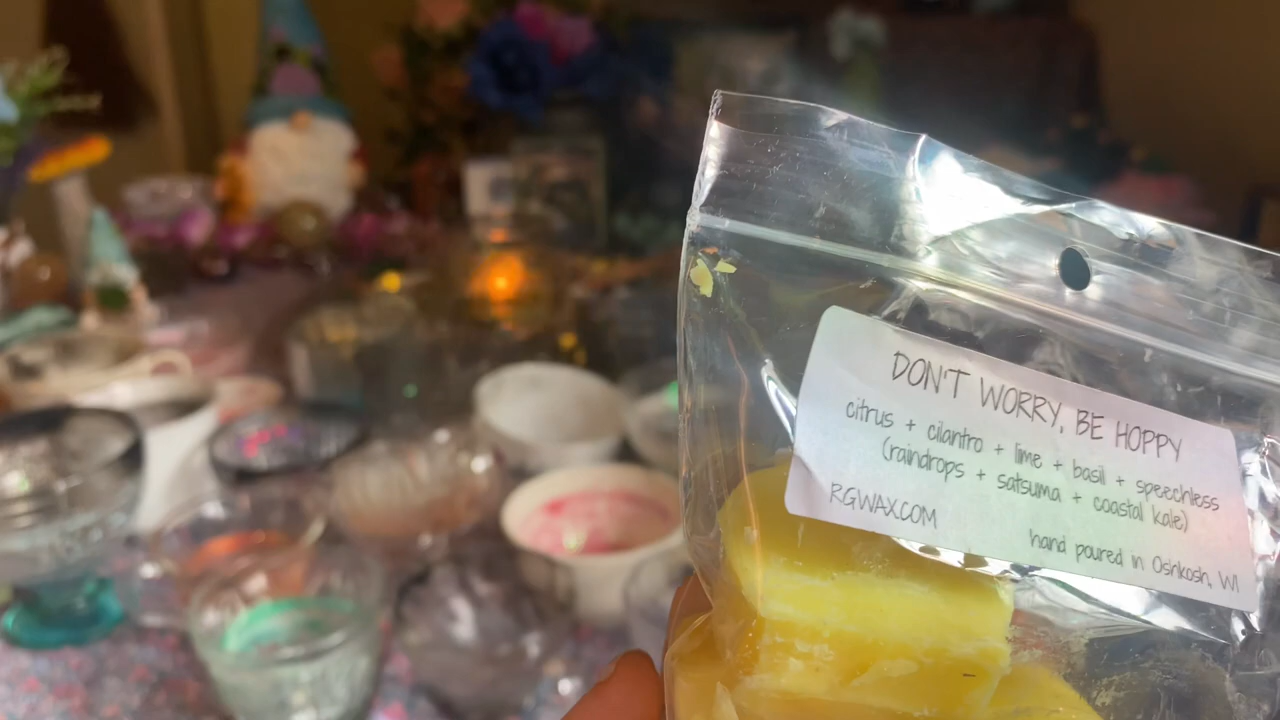 DON'T WORRY, BE HOPPY
citrus + cilantro + lime + basil + speechless
(raindrops + satsuma + coastal kale)
RGWAX.COM
hand poured in Oshkosh, WI